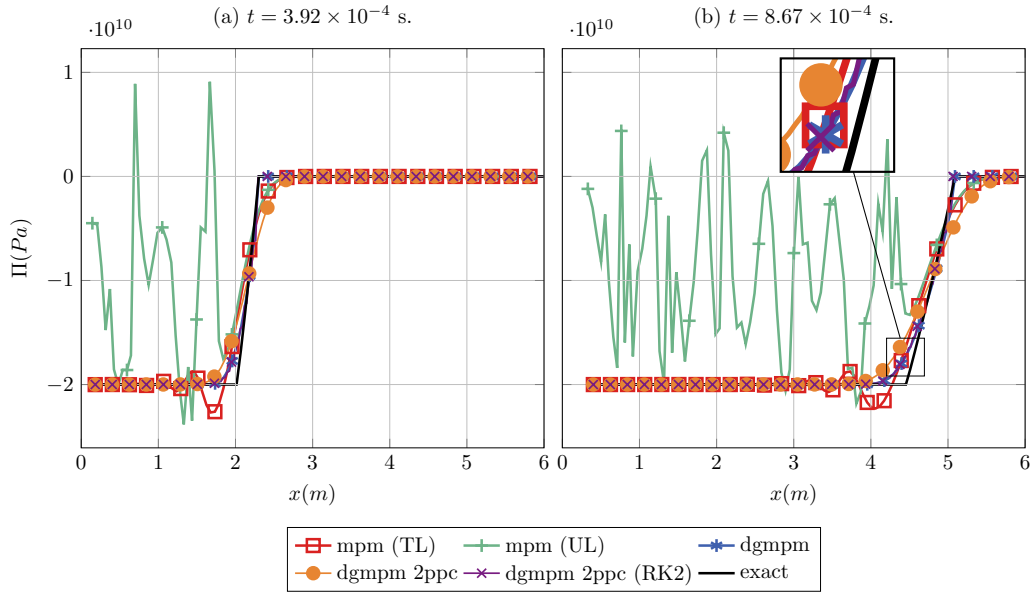 (a) t = 3.92 × 10⁻⁴ s.
(b) t = 8.67 × 10⁻⁴ s.
·10¹⁰
·10¹⁰
1
0
−1
−2
Π(Pa)
0 1 2 3 4 5 6
0 1 2 3 4 5 6
x(m)
x(m)
mpm (TL) mpm (UL) dgmpm
dgmpm 2ppc dgmpm 2ppc (RK2) exact